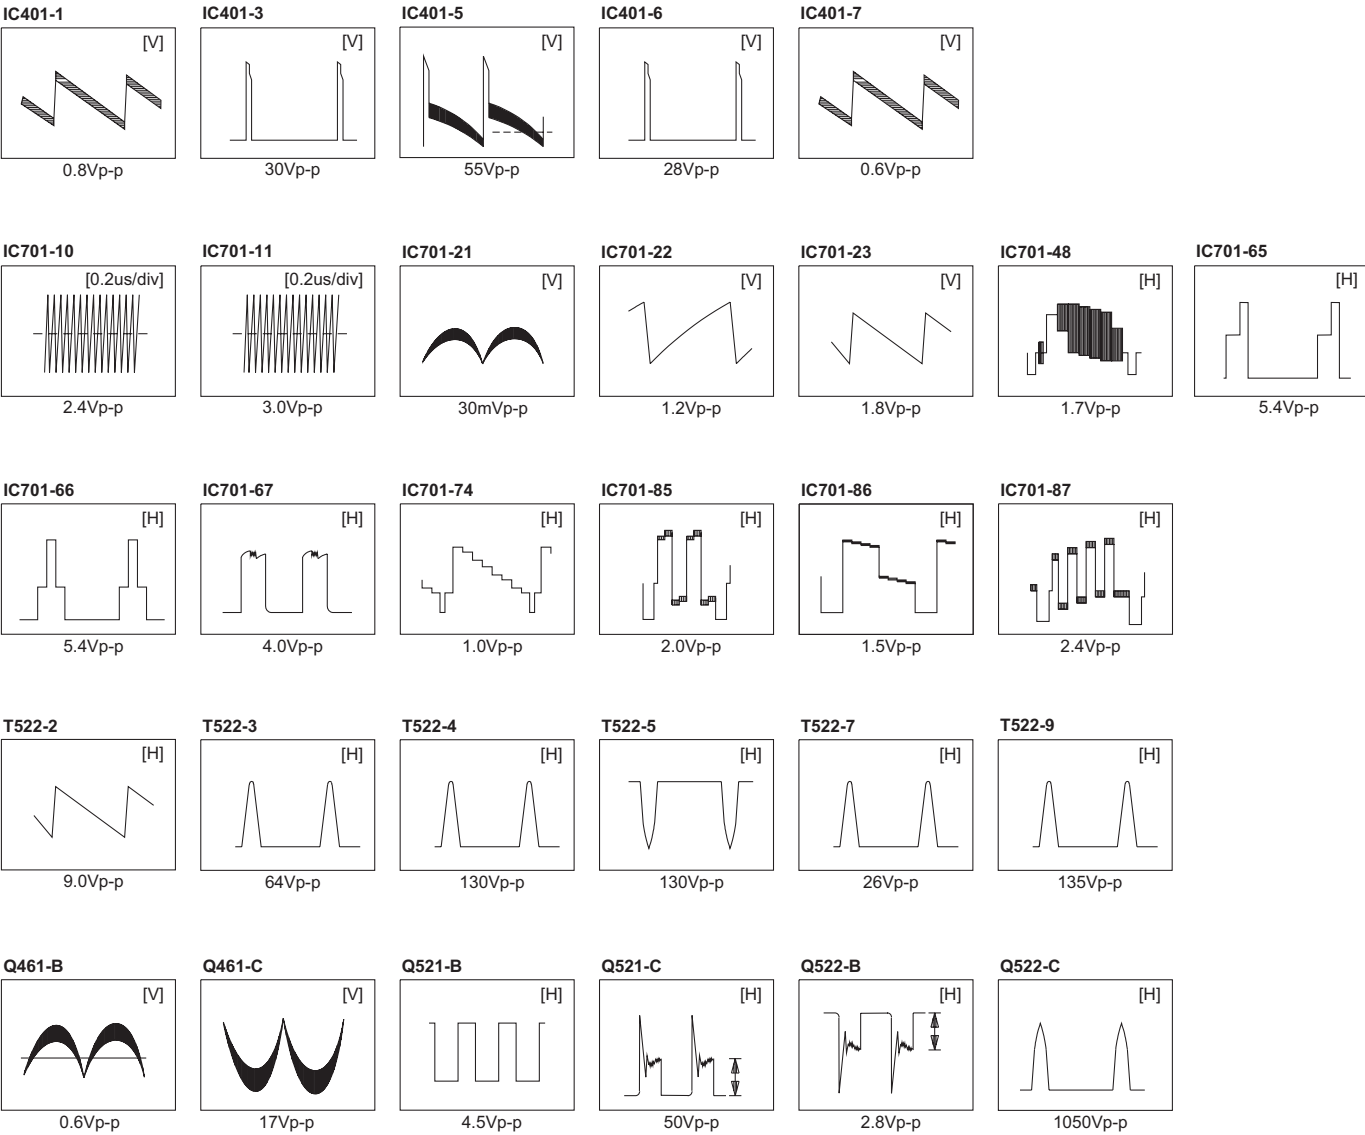 IC401-1 IC401-3 IC401-5 IC401-6 IC401-7
[V] [V] [V] [V] [V]
0.8Vp-p 30Vp-p 55Vp-p 28Vp-p 0.6Vp-p
IC701-10 IC701-11 IC701-21 IC701-22 IC701-23 IC701-48 IC701-65
[0.2us/div] [0.2us/div] [V] [V] [V] [H] [H]
2.4Vp-p 3.0Vp-p 30mVp-p 1.2Vp-p 1.8Vp-p 1.7Vp-p 5.4Vp-p
IC701-66 IC701-67 IC701-74 IC701-85 IC701-86 IC701-87
[H] [H] [H] [H] [H] [H]
5.4Vp-p 4.0Vp-p 1.0Vp-p 2.0Vp-p 1.5Vp-p 2.4Vp-p
T522-2 T522-3 T522-4 T522-5 T522-7 T522-9
[H] [H] [H] [H] [H] [H]
9.0Vp-p 64Vp-p 130Vp-p 130Vp-p 26Vp-p 135Vp-p
Q461-B Q461-C Q521-B Q521-C Q522-B Q522-C
[V] [V] [H] [H] [H] [H]
0.6Vp-p 17Vp-p 4.5Vp-p 50Vp-p 2.8Vp-p 1050Vp-p